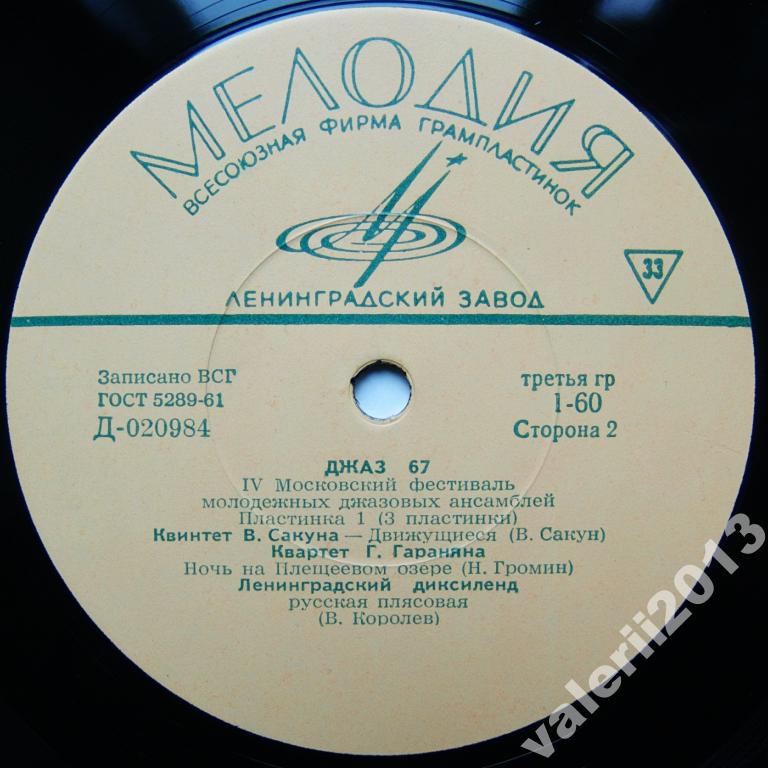 МЕЛОДИЯ
ВСЕСОЮЗНАЯ ФИРМА ГРАМПЛАСТИНОК
33
ЛЕНИНГРАДСКИЙ ЗАВОД
Записано ВСГ
ГОСТ 5289-61
Д-020984
третья гр
1-60
Сторона 2
ДЖАЗ 67
IV Московский фестиваль
молодежных джазовых ансамблей
Пластинка 1 (3 пластинки)
Квинтет В. Сакуна — Движущиеся (В. Сакун)
Квартет Г. Гараняна
Ночь на Плещеевом озере (Н. Громин)
Ленинградский диксиленд
русская плясовая
(В. Королев)
valerii2013